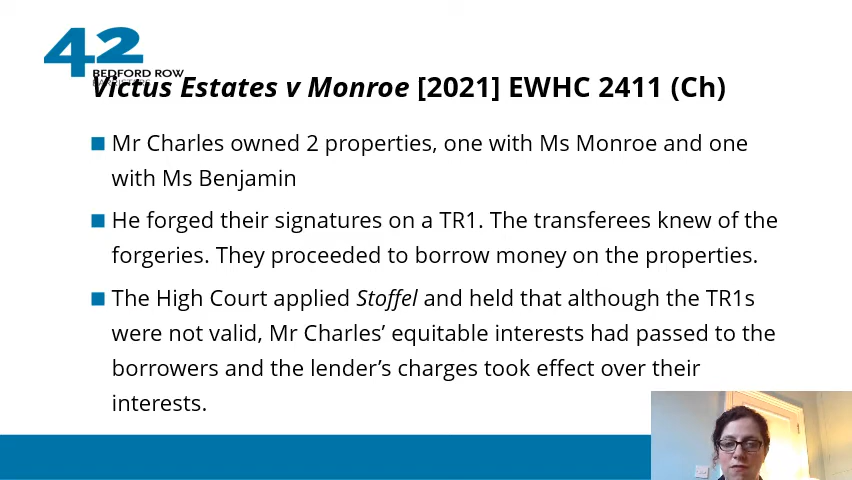 42
BEDFORD ROW
BARRISTERS
Victus Estates v Monroe [2021] EWHC 2411 (Ch)
Mr Charles owned 2 properties, one with Ms Monroe and one
with Ms Benjamin
He forged their signatures on a TR1. The transferees knew of the
forgeries. They proceeded to borrow money on the properties.
The High Court applied Stoffel and held that although the TR1s
were not valid, Mr Charles’ equitable interests had passed to the
borrowers and the lender’s charges took effect over their
interests.